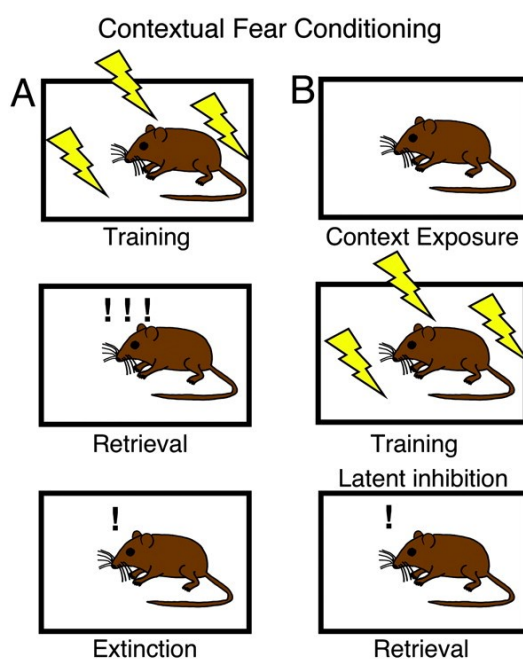 Contextual Fear Conditioning
A
Training
! ! !
Retrieval
!
Extinction
B
Context Exposure
Training
Latent inhibition
!
Retrieval